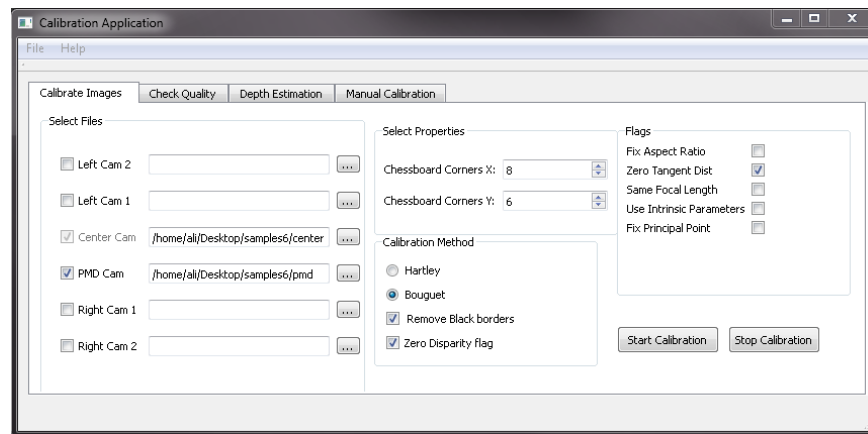 Calibration Application
File Help
Calibrate Images Check Quality Depth Estimation Manual Calibration
Select Files
Left Cam 2 ...
Left Cam 1 ...
Center Cam /home/ali/Desktop/samples6/center ...
PMD Cam /home/ali/Desktop/samples6/pmd ...
Right Cam 1 ...
Right Cam 2 ...
Select Properties
Chessboard Corners X: 8
Chessboard Corners Y: 6
Calibration Method
Hartley
Bouguet
Remove Black borders
Zero Disparity flag
Flags
Fix Aspect Ratio
Zero Tangent Dist
Same Focal Length
Use Intrinsic Parameters
Fix Principal Point
Start Calibration Stop Calibration